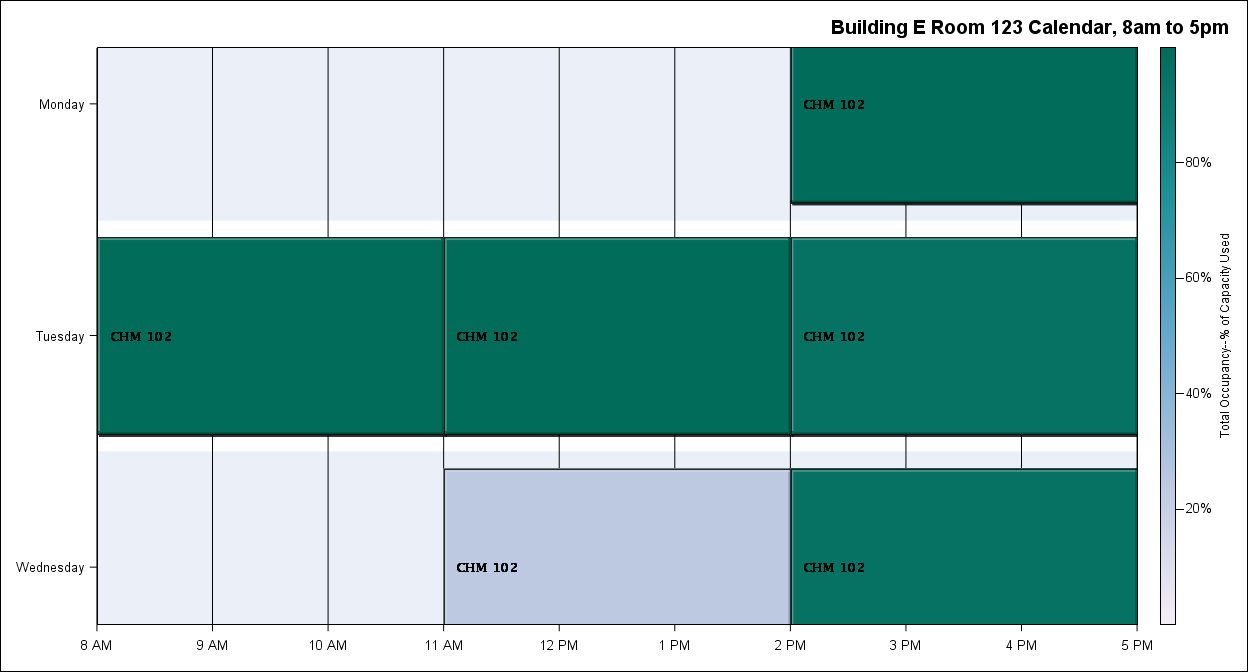 Building E Room 123 Calendar, 8am to 5pm
Monday
CHM 102
80%
Total Occupancy--% of Capacity Used
60%
Tuesday
CHM 102
CHM 102
CHM 102
40%
20%
Wednesday
CHM 102
CHM 102
8 AM
9 AM
10 AM
11 AM
12 PM
1 PM
2 PM
3 PM
4 PM
5 PM